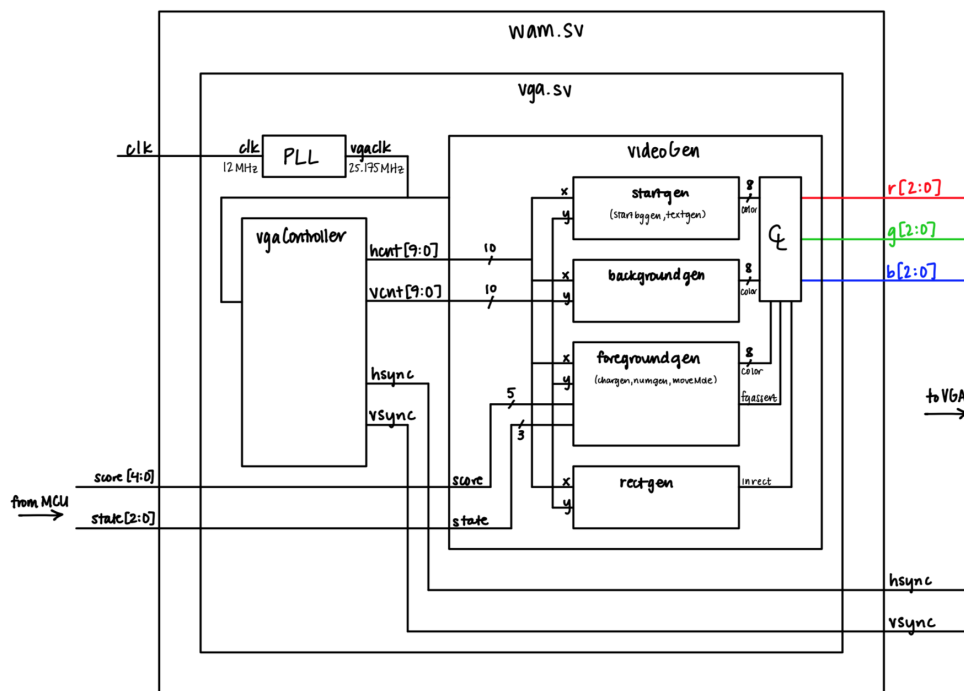 wam.sv
vga.sv
clk
clk
12 MHz
PLL
vgaclk
25.175MHz
videoGen
vgaController
hcnt[9:0]
10
vcnt[9:0]
10
hsync
vsync
x
y
startgen
(startbggen, textgen)
8
color
x
y
backgroundgen
8
color
x
y
foregroundgen
(chargen, numgen, moveMole)
8
color
fgassert
5
3
x
y
rectgen
inrect
CL
r[2:0]
g[2:0]
b[2:0]
to VGA
from MCU
score[4:0]
score
state[2:0]
state
hsync
vsync